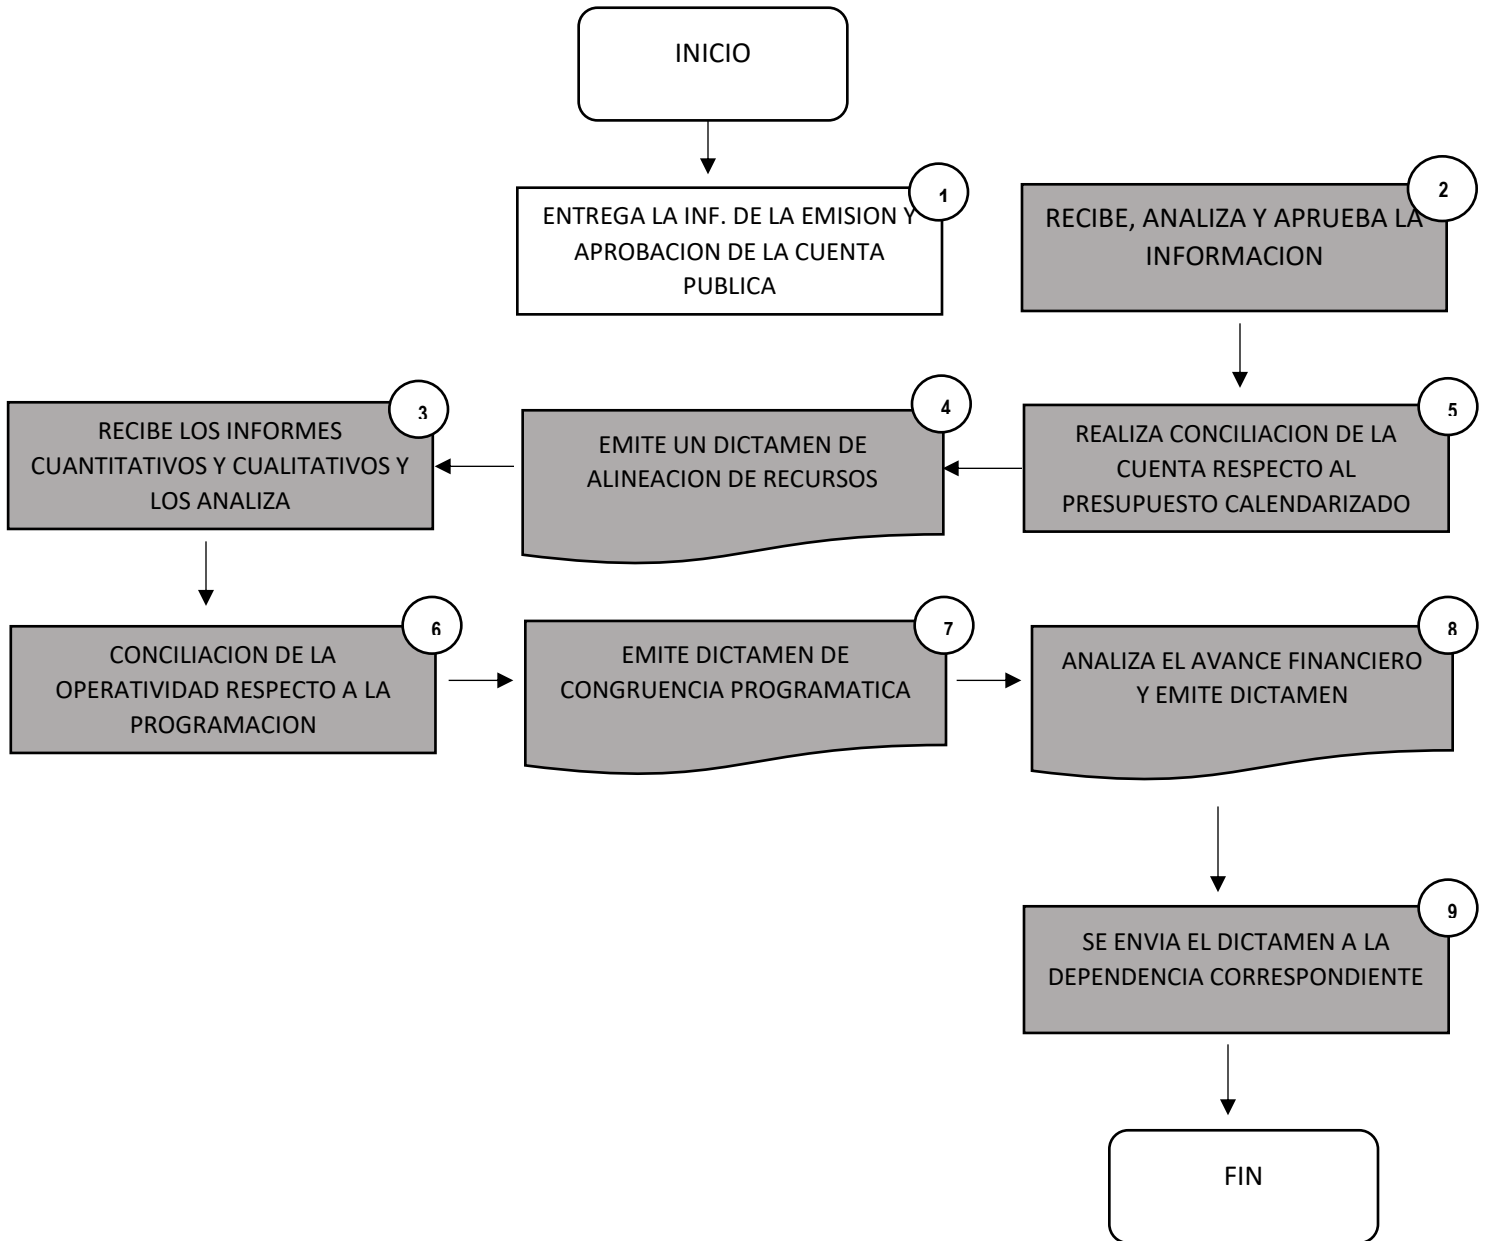 INICIO
1
ENTREGA LA INF. DE LA EMISION Y
APROBACION DE LA CUENTA
PUBLICA
2
RECIBE, ANALIZA Y APRUEBA LA
INFORMACION
3
RECIBE LOS INFORMES
CUANTITATIVOS Y CUALITATIVOS Y
LOS ANALIZA
4
EMITE UN DICTAMEN DE
ALINEACION DE RECURSOS
5
REALIZA CONCILIACION DE LA
CUENTA RESPECTO AL
PRESUPUESTO CALENDARIZADO
6
CONCILIACION DE LA
OPERATIVIDAD RESPECTO A LA
PROGRAMACION
7
EMITE DICTAMEN DE
CONGRUENCIA PROGRAMATICA
8
ANALIZA EL AVANCE FINANCIERO
Y EMITE DICTAMEN
9
SE ENVIA EL DICTAMEN A LA
DEPENDENCIA CORRESPONDIENTE
FIN